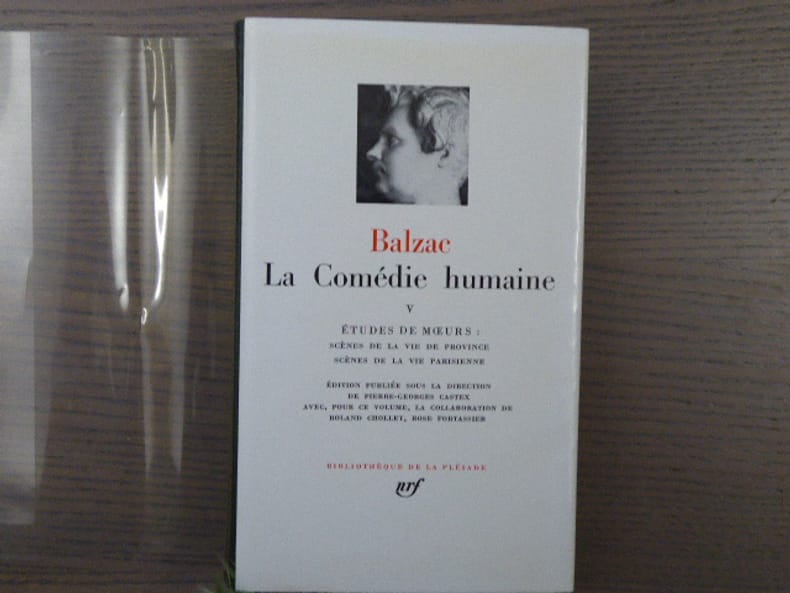 Balzac
La Comédie humaine
V
ÉTUDES DE MŒURS :
SCÈNES DE LA VIE DE PROVINCE
SCÈNES DE LA VIE PARISIENNE
ÉDITION PUBLIÉE SOUS LA DIRECTION
DE PIERRE-GEORGES CASTEX
AVEC, POUR CE VOLUME, LA COLLABORATION DE
ROLAND CHOLLET, ROSE FORTASSIER
BIBLIOTHÈQUE DE LA PLÉIADE
nrf